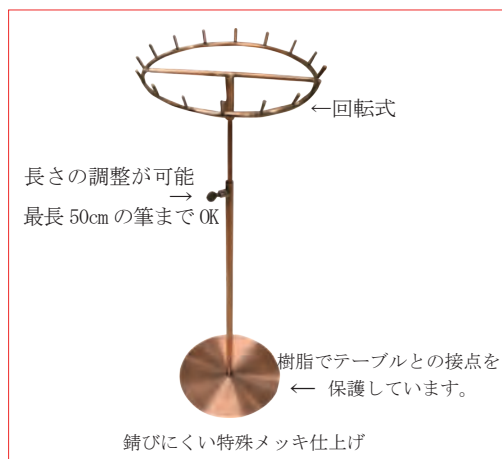 ←回転式
長さの調整が可能
→
最長 50cm の筆まで OK
樹脂でテーブルとの接点を
← 保護しています。
錆びにくい特殊メッキ仕上げ